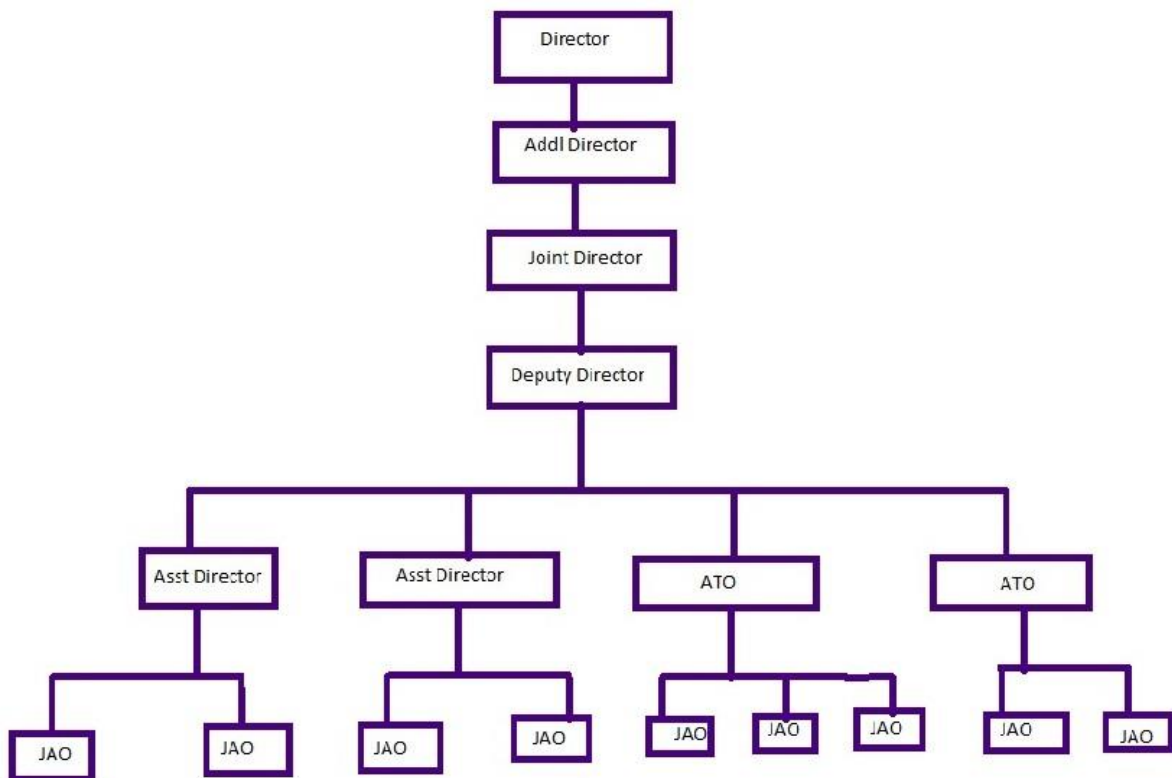 Director
Addl Director
Joint Director
Deputy Director
Asst Director
Asst Director
ATO
ATO
JAO
JAO
JAO
JAO
JAO
JAO
JAO
JAO
JAO